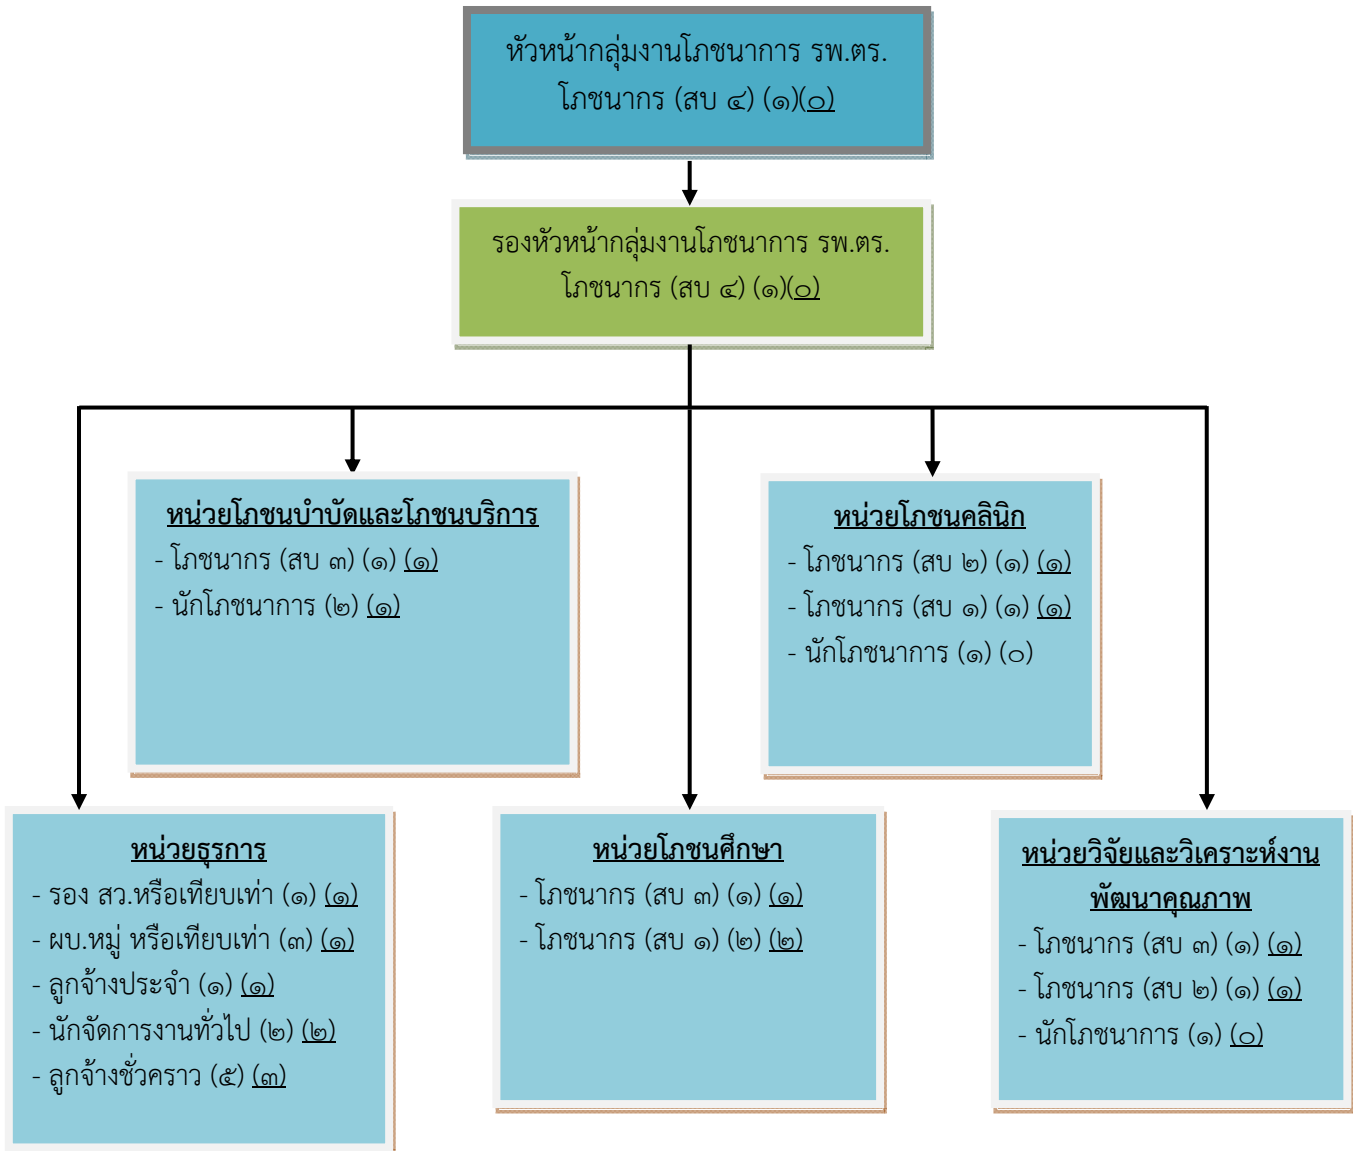 หัวหน้ากลุ่มงานโภชนาการ รพ.ตร.
โภชนากร (สบ ๔) (๑)(๐)
รองหัวหน้ากลุ่มงานโภชนาการ รพ.ตร.
โภชนากร (สบ ๔) (๑)(๐)
หน่วยโภชนบำบัดและโภชนบริการ
- โภชนากร (สบ ๓) (๑) (๑)
- นักโภชนาการ (๒) (๑)
หน่วยโภชนคลินิก
- โภชนากร (สบ ๒) (๑) (๑)
- โภชนากร (สบ ๑) (๑) (๑)
- นักโภชนาการ (๑) (๐)
หน่วยธุรการ
- รอง สว.หรือเทียบเท่า (๑) (๑)
- ผบ.หมู่ หรือเทียบเท่า (๓) (๑)
- ลูกจ้างประจำ (๑) (๑)
- นักจัดการงานทั่วไป (๒) (๒)
- ลูกจ้างชั่วคราว (๕) (๓)
หน่วยโภชนศึกษา
- โภชนากร (สบ ๓) (๑) (๑)
- โภชนากร (สบ ๑) (๒) (๒)
หน่วยวิจัยและวิเคราะห์งาน
พัฒนาคุณภาพ
- โภชนากร (สบ ๓) (๑) (๑)
- โภชนากร (สบ ๒) (๑) (๑)
- นักโภชนาการ (๑) (๐)